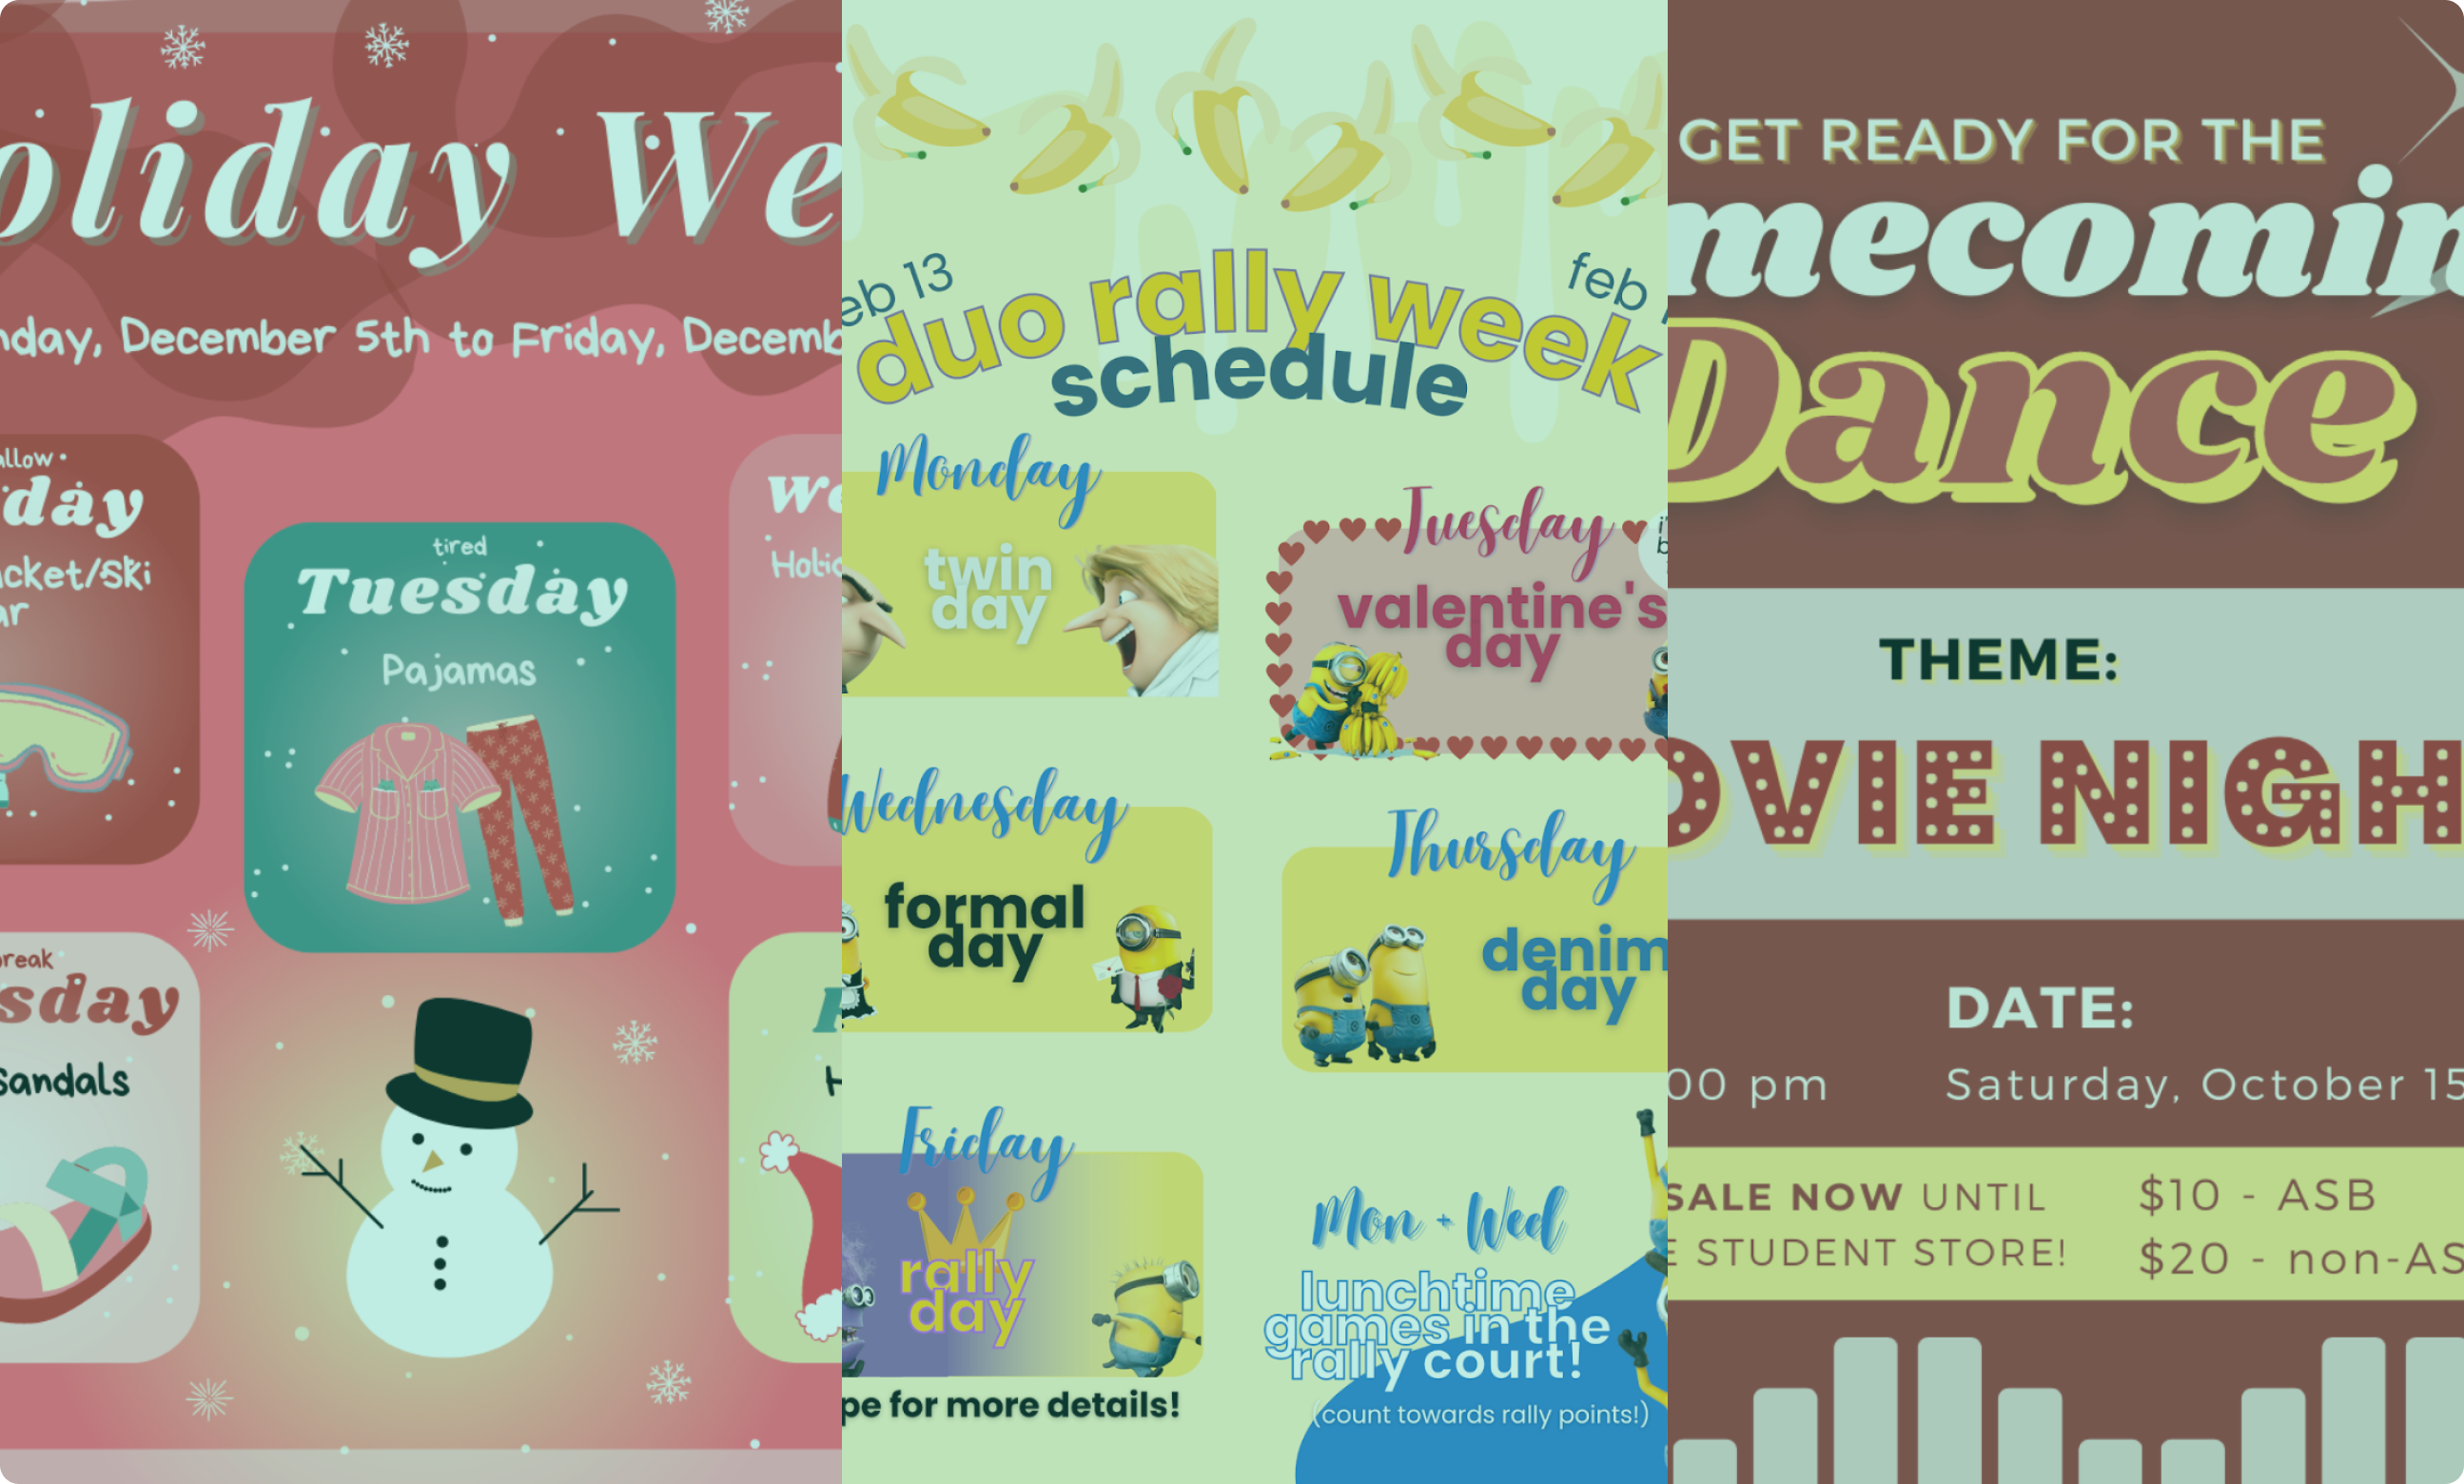 oliday We
nday, December 5th to Friday, Decemb
allow
day
acket/Ski
ar
tired
Tuesday
Pajamas
We
Holid
reak
sday
Sandals
F
H
eb 13
feb
duo rally week
schedule
Monday
twin
day
Tuesday
valentine's
day
Wednesday
formal
day
Thursday
denim
day
Friday
rally
day
pe for more details!
Mon + Wed
lunchtime
games in the
rally court!
(count towards rally points!)
GET READY FOR THE
mecomin
Dance
THEME:
OVIE NIGH
DATE:
00 pm
Saturday, October 15
SALE NOW UNTIL
E STUDENT STORE!
$10 - ASB
$20 - non-AS